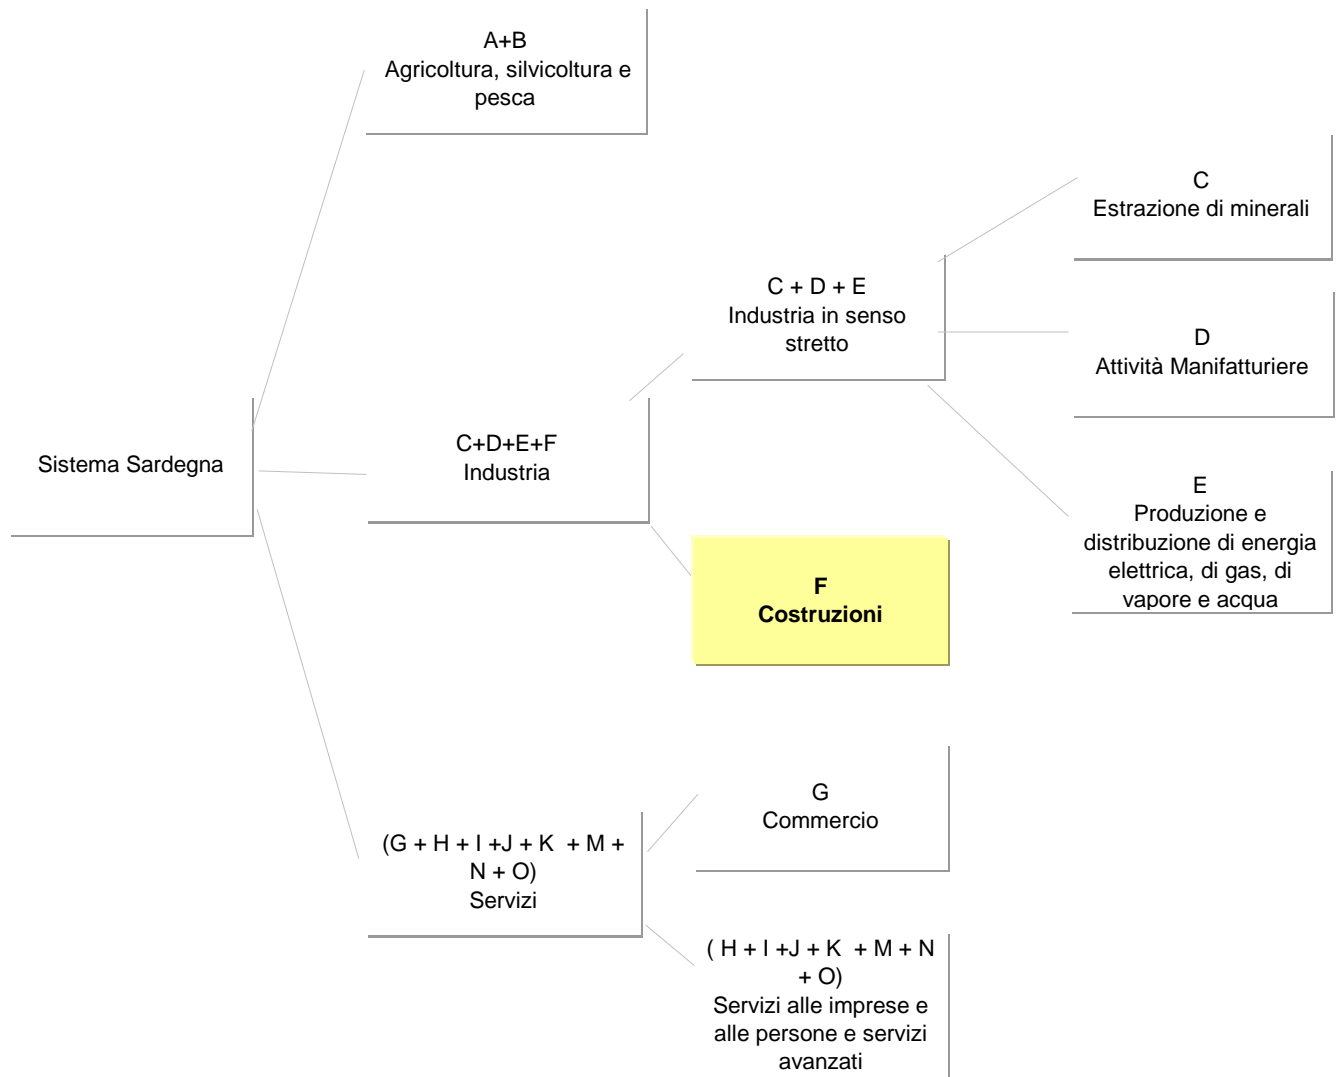 A+B
Agricoltura, silvicoltura e
pesca
C
Estrazione di minerali
C + D + E
Industria in senso
stretto
D
Attività Manifatturiere
Sistema Sardegna
C+D+E+F
Industria
E
Produzione e
distribuzione di energia
elettrica, di gas, di
vapore e acqua
F
Costruzioni
G
Commercio
(G + H + I +J + K  + M +
N + O)
Servizi
( H + I +J + K  + M + N
+ O)
Servizi alle imprese e
alle persone e servizi
avanzati